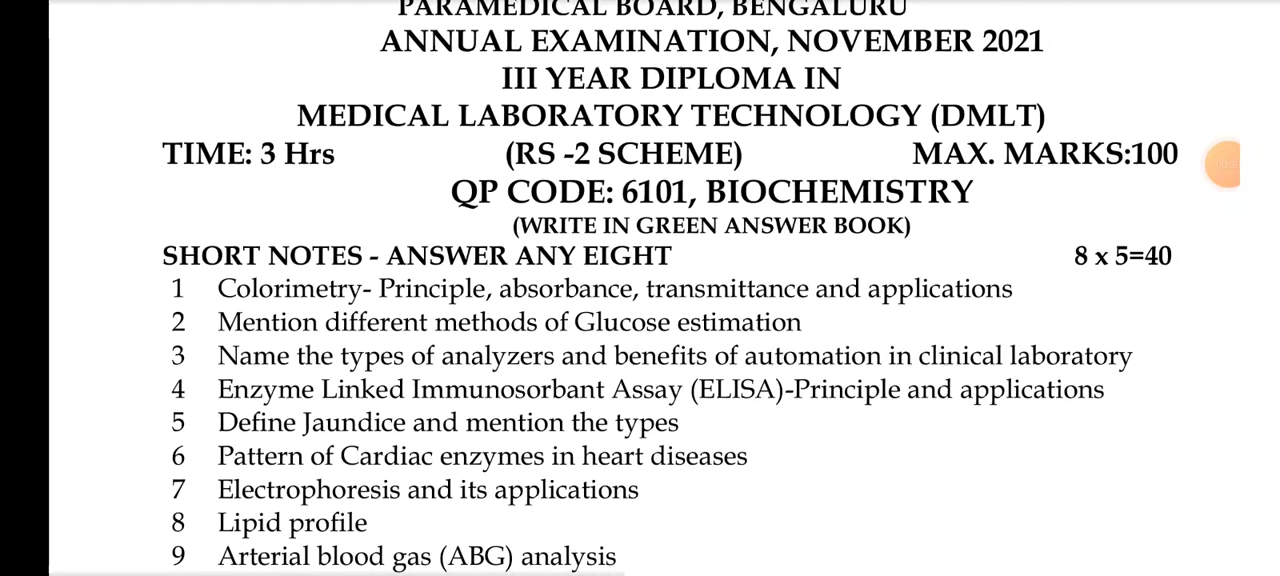 PARAMEDICAL BOARD, BENGALURU
ANNUAL EXAMINATION, NOVEMBER 2021
III YEAR DIPLOMA IN
MEDICAL LABORATORY TECHNOLOGY (DMLT)
TIME: 3 Hrs (RS -2 SCHEME) MAX. MARKS:100
QP CODE: 6101, BIOCHEMISTRY
(WRITE IN GREEN ANSWER BOOK)
SHORT NOTES - ANSWER ANY EIGHT 8 x 5=40
1 Colorimetry- Principle, absorbance, transmittance and applications
2 Mention different methods of Glucose estimation
3 Name the types of analyzers and benefits of automation in clinical laboratory
4 Enzyme Linked Immunosorbant Assay (ELISA)-Principle and applications
5 Define Jaundice and mention the types
6 Pattern of Cardiac enzymes in heart diseases
7 Electrophoresis and its applications
8 Lipid profile
9 Arterial blood gas (ABG) analysis